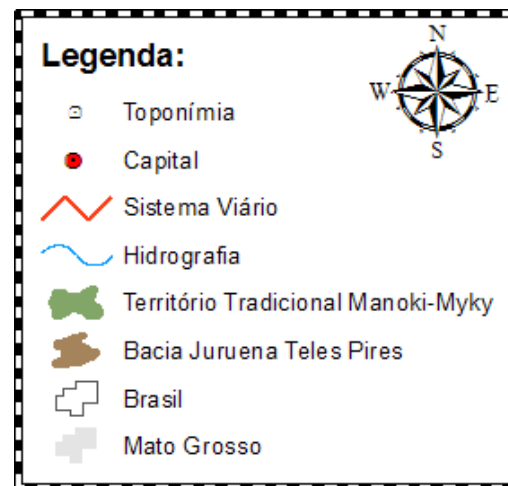 Legenda:
N
W
E
S
Toponímia
Capital
Sistema Viário
Hidrografia
Território Tradicional Manoki-Myky
Bacia Juruena Teles Pires
Brasil
Mato Grosso